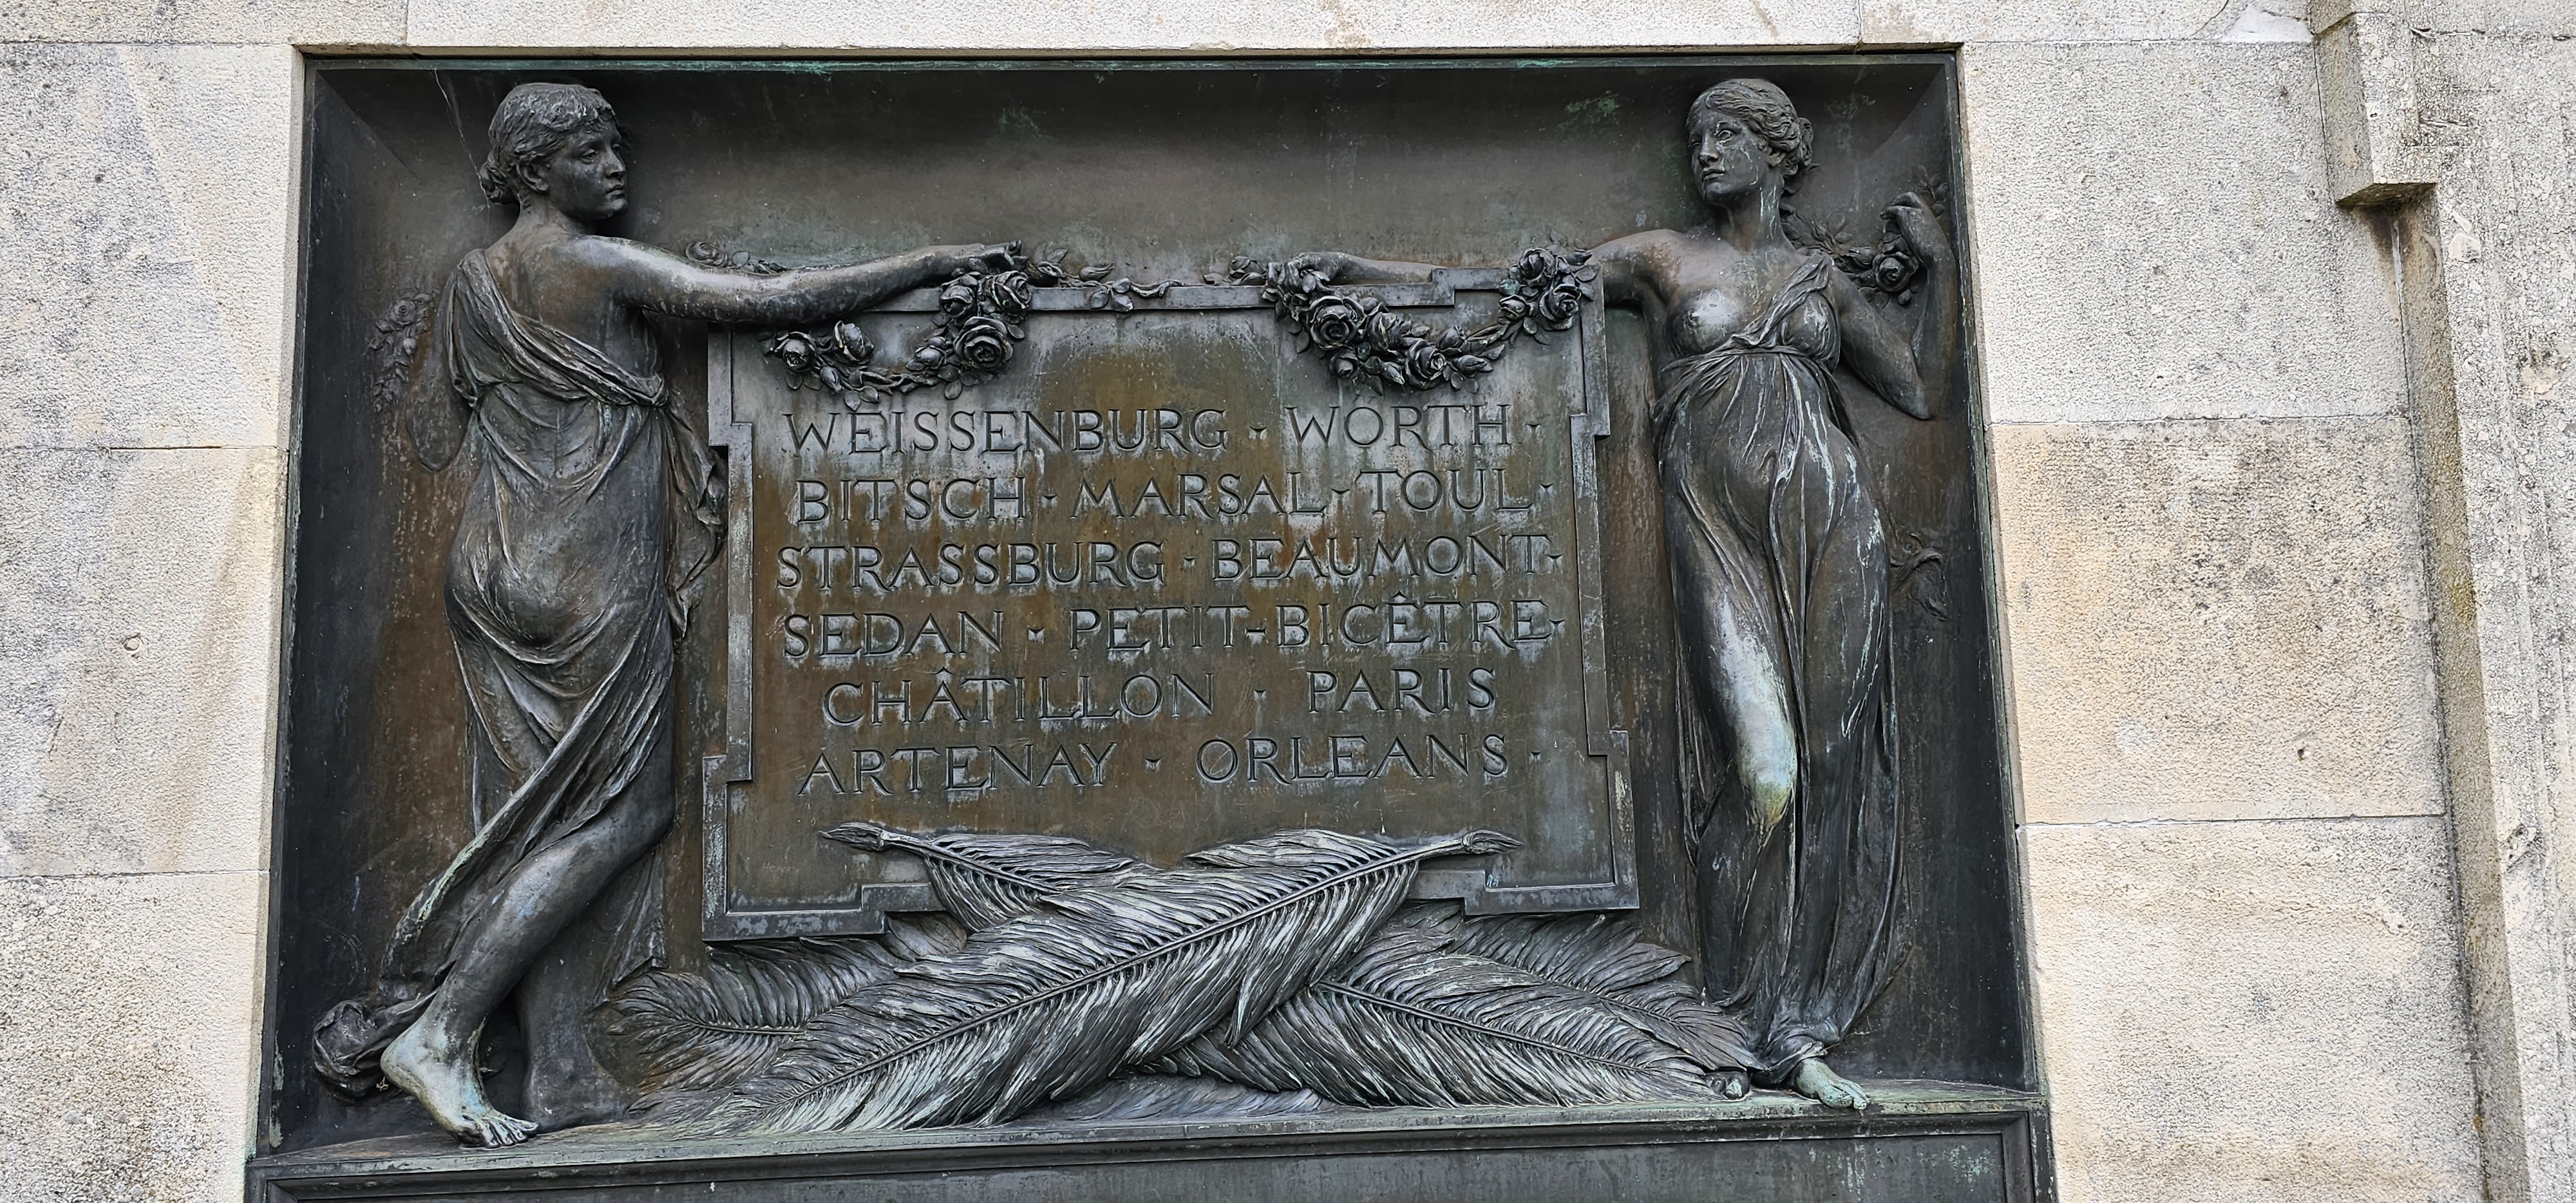 WEISSENBURG · WÖRTH ·
BITSCH · MARSAL · TOUL ·
STRASSBURG · BEAUMONT ·
SEDAN · PETIT-BICÊTRE ·
CHÂTILLON · PARIS
ARTENAY · ORLEANS ·